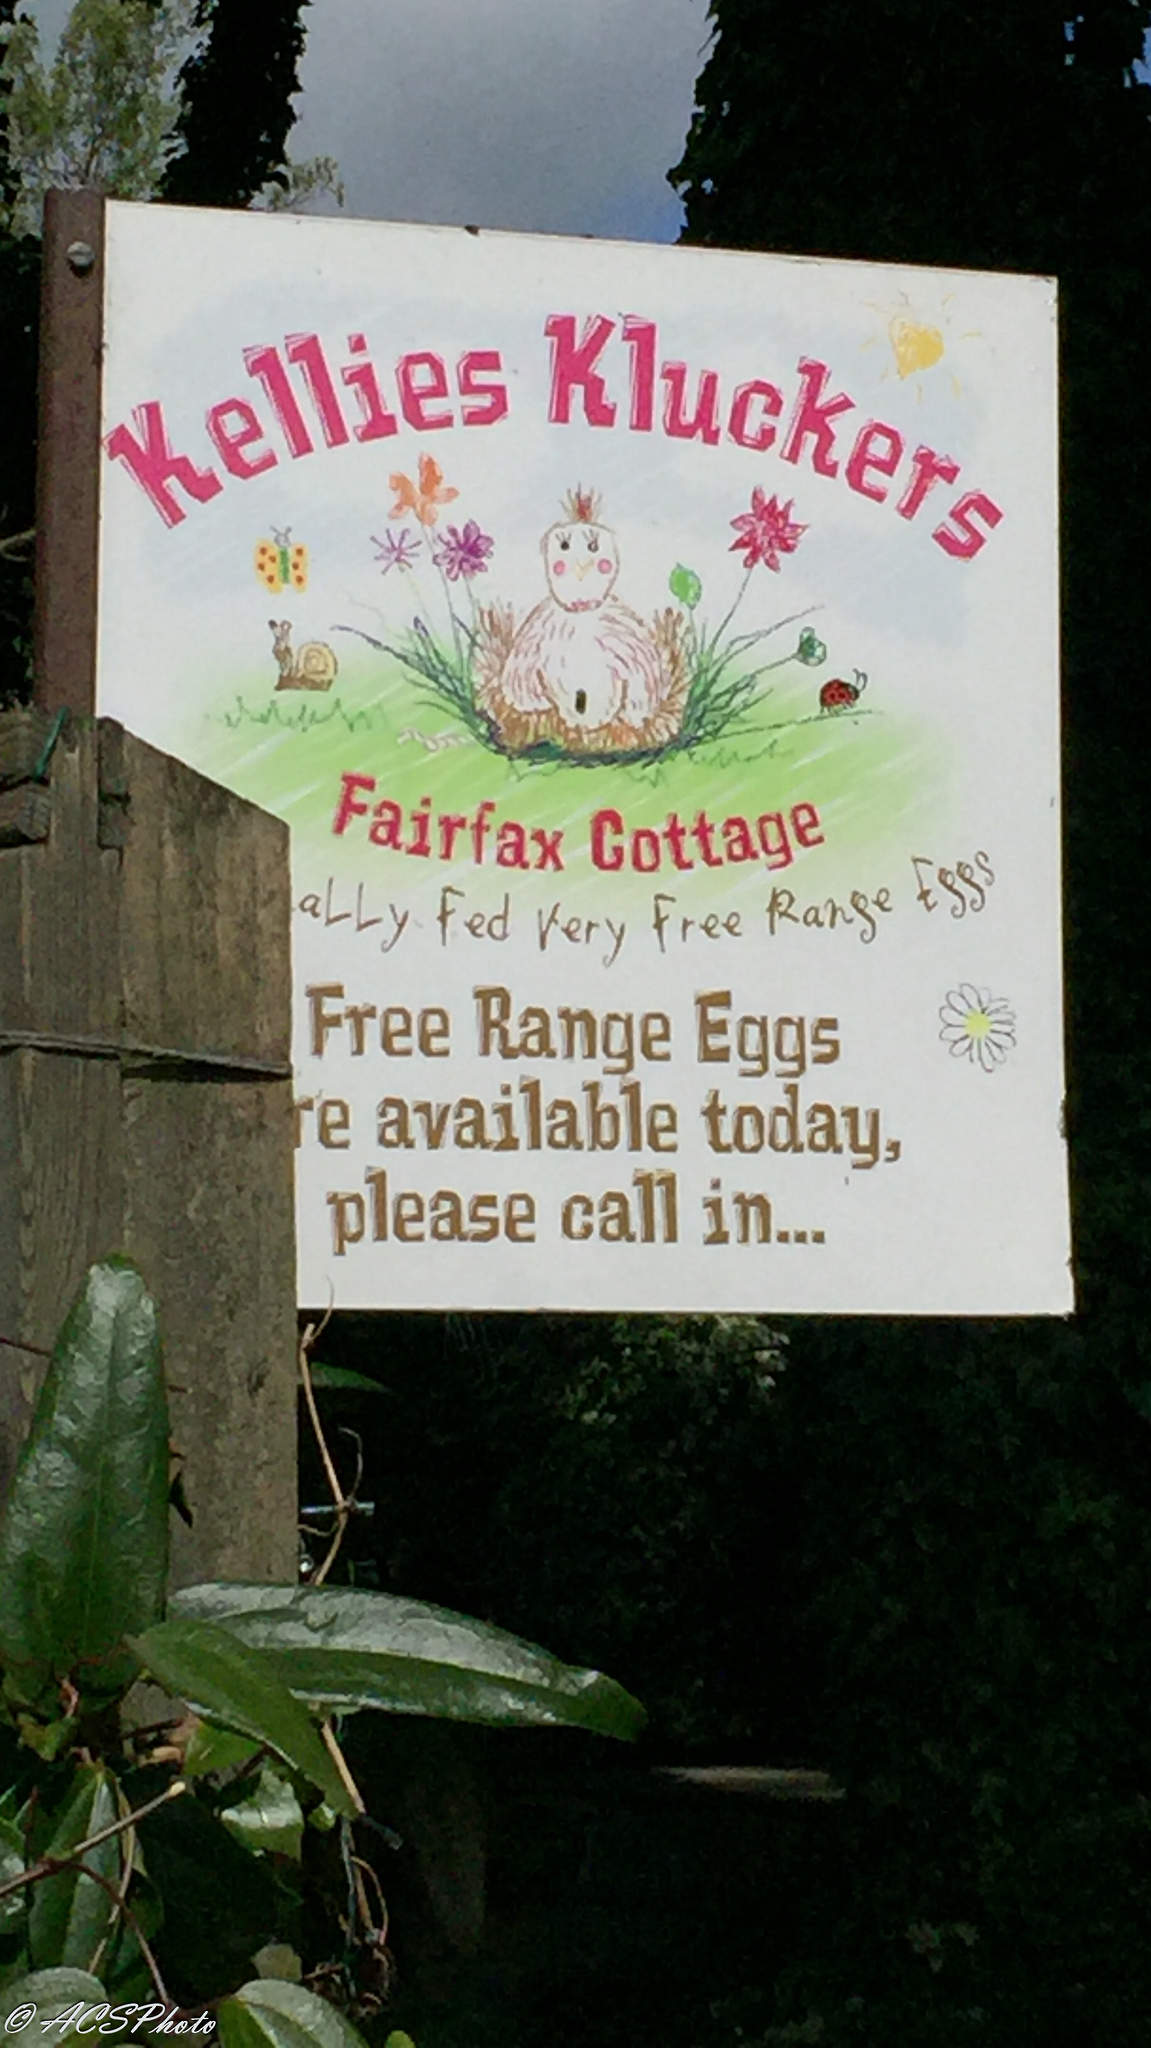 Kellies Kluckers
Fairfax Cottage
Fed Very Free Range Eggs
Free Range Eggs
available today,
please call in...
© ACSPhoto